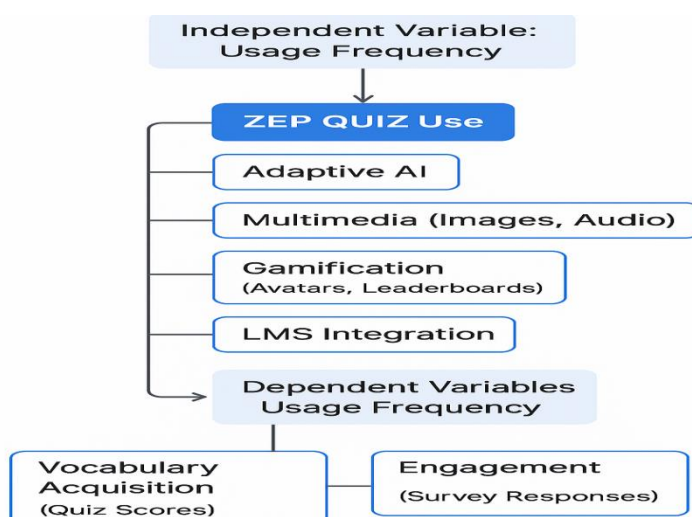 Independent Variable:
Usage Frequency
ZEP QUIZ Use
Adaptive AI
Multimedia (Images, Audio)
Gamification
(Avatars, Leaderboards)
LMS Integration
Dependent Variables
Usage Frequency
Vocabulary
Acquisition
(Quiz Scores)
Engagement
(Survey Responses)